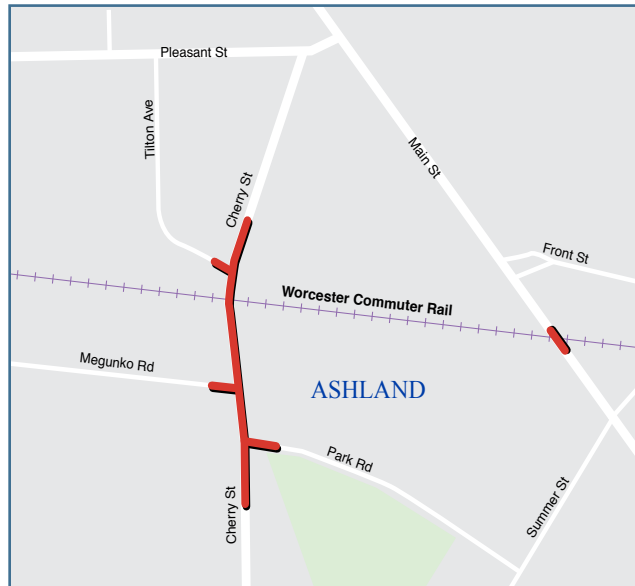 Pleasant St
Tilton Ave
Main St
Cherry St
Front St
Worcester Commuter Rail
Megunko Rd
ASHLAND
Park Rd
Summer St
Cherry St